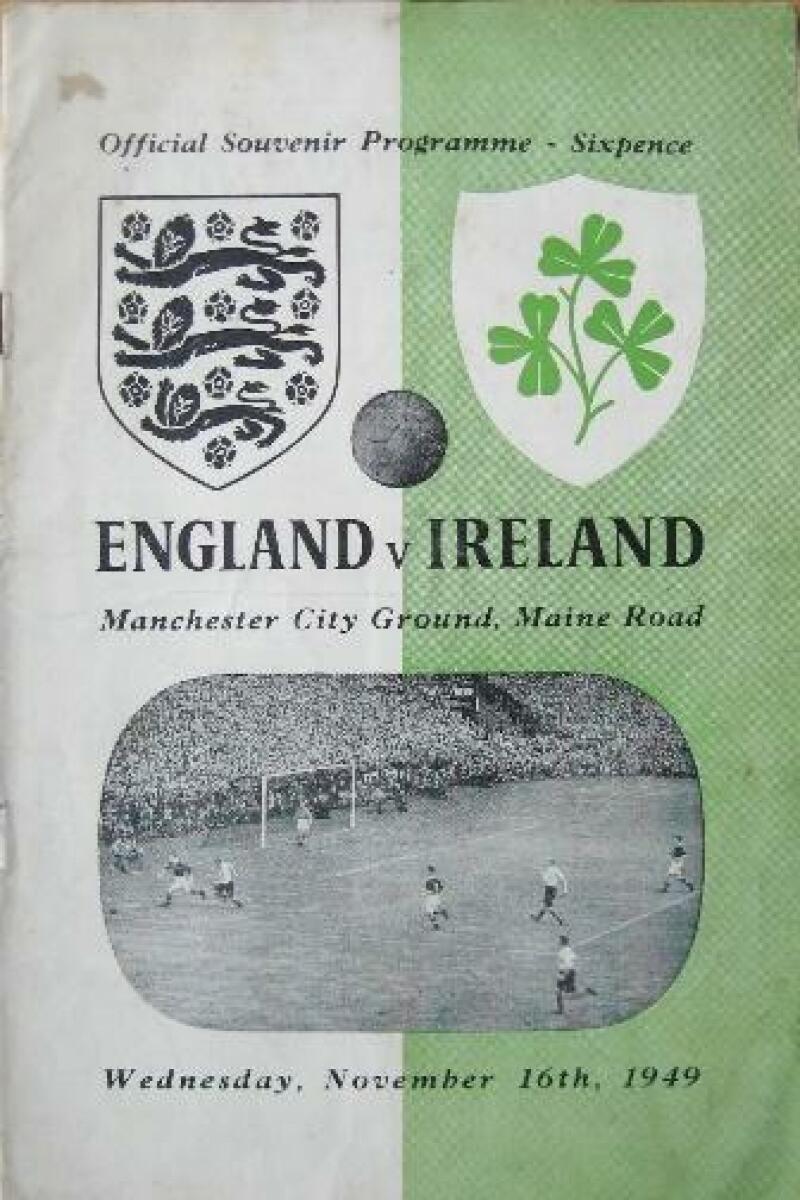 Official Souvenir Programme - Sixpence
ENGLAND v IRELAND
Manchester City Ground, Maine Road
Wednesday, November 16th, 1949